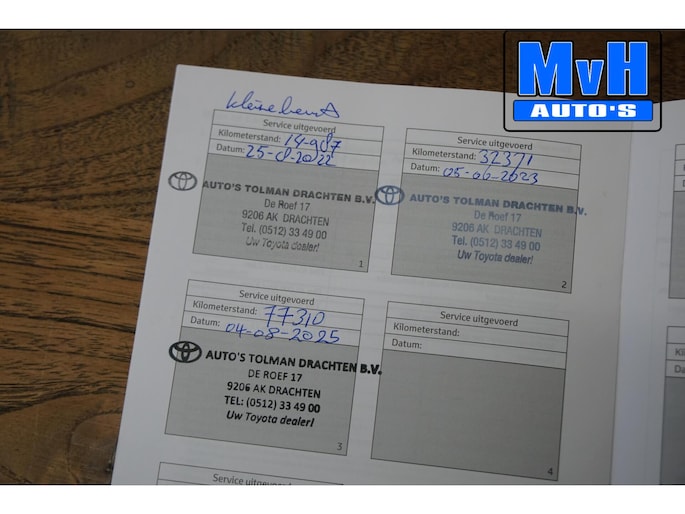 MvH
AUTO'S
kleine beurt
Service uitgevoerd
Kilometerstand: 14-987
Datum: 25-08-2022
AUTO'S TOLMAN DRACHTEN B.V.
De Roef 17
9206 AK DRACHTEN
Tel. (0512) 33 49 00
Uw Toyota dealer!
1
Service uitgevoerd
Kilometerstand: 32371
Datum: 05-06-2023
AUTO'S TOLMAN DRACHTEN B.V.
De Roef 17
9206 AK DRACHTEN
Tel. (0512) 33 49 00
Uw Toyota dealer!
2
Service uitgevoerd
Kilometerstand: 77310
Datum: 04-08-2025
AUTO'S TOLMAN DRACHTEN B.V.
DE ROEF 17
9206 AK DRACHTEN
TEL: (0512) 33 49 00
Uw Toyota dealer!
3
Service uitgevoerd
Kilometerstand:
Datum:
4
Service uitgevoerd